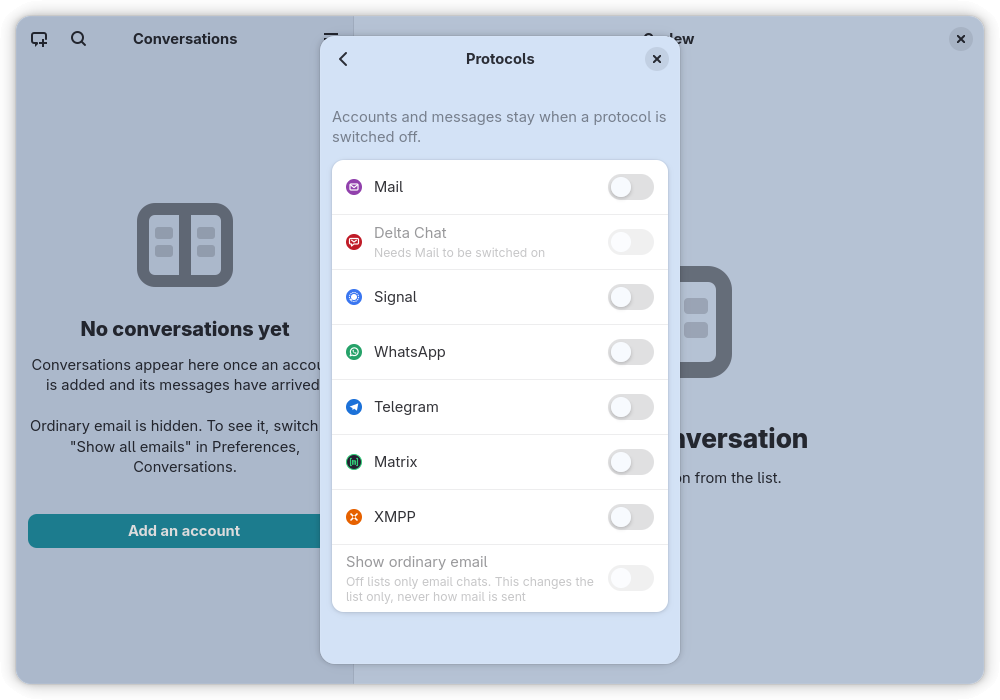 Conversations
Protocols
Accounts and messages stay when a protocol is
switched off.
Mail
Delta Chat
Needs Mail to be switched on
Signal
WhatsApp
Telegram
Matrix
XMPP
Show ordinary email
Off lists only email chats. This changes the
list only, never how mail is sent
No conversations yet
Conversations appear here once an
is added and its messages have arrived
Ordinary email is hidden. To see it,
"Show all emails" in Preferences,
Conversations.
Add an account
from the list.